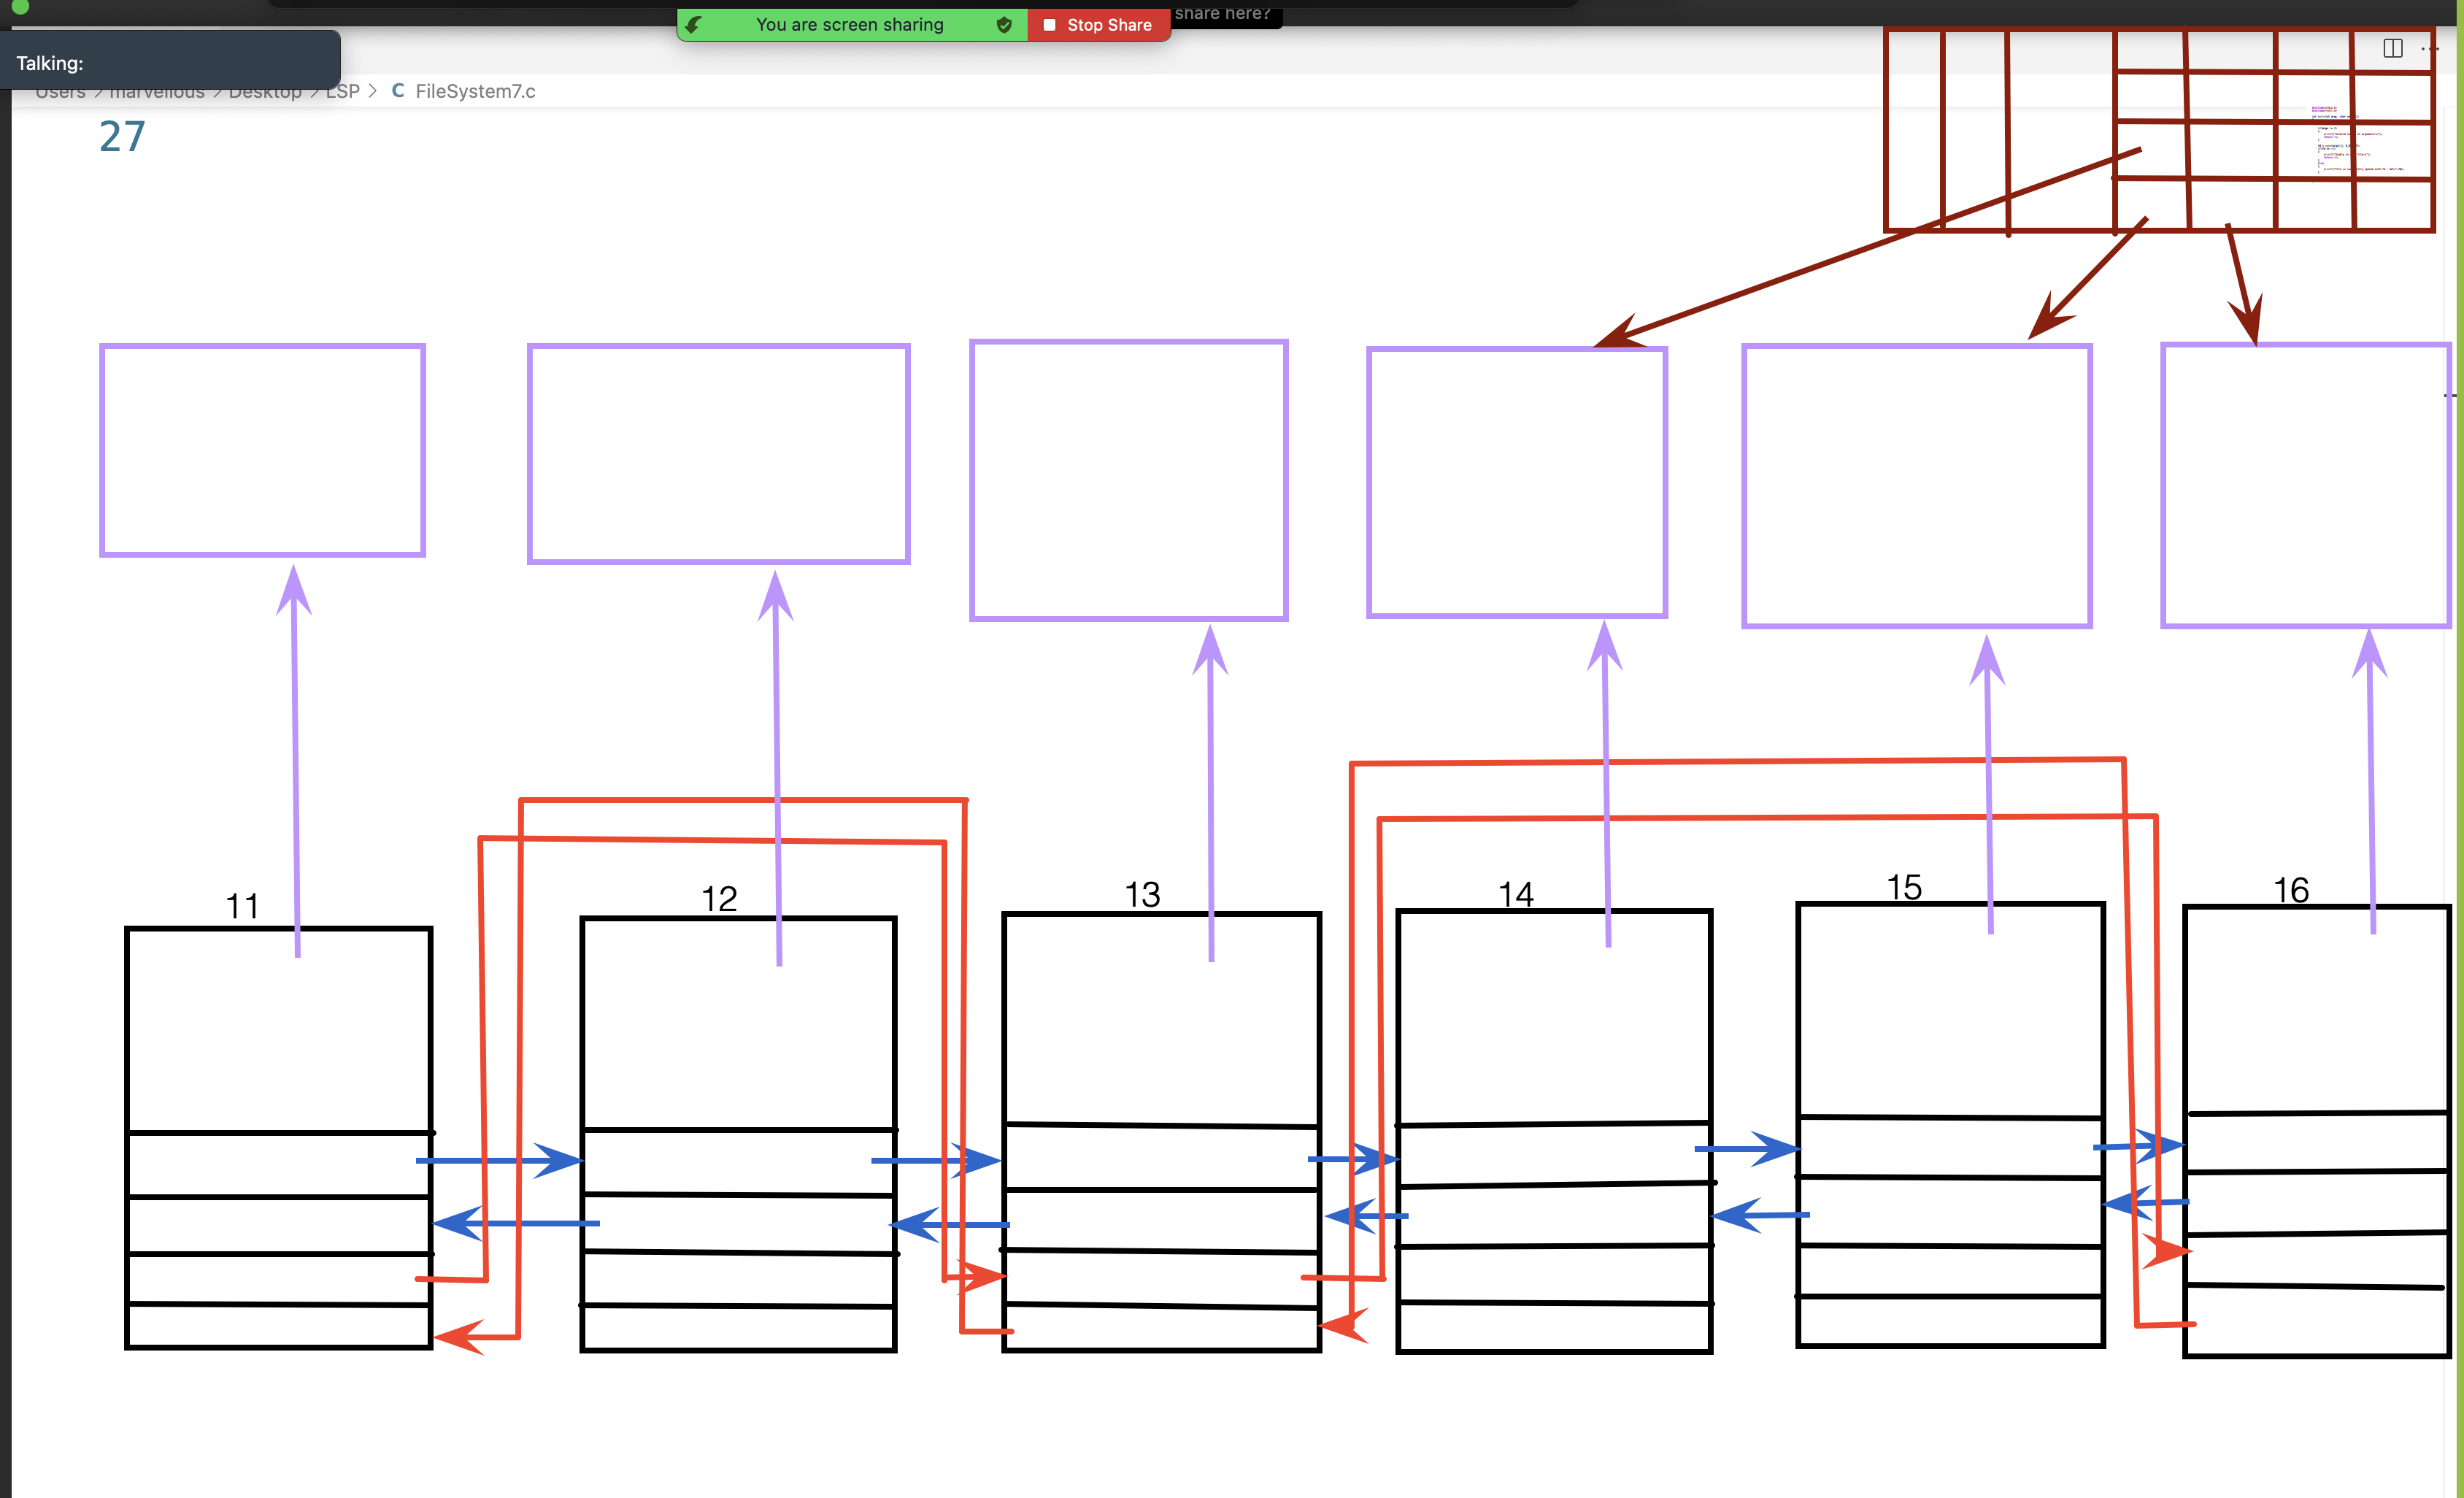 share here?
You are screen sharing
Stop Share
Talking:
Users > marvellous > Desktop > LSP > C FileSystem7.c
27
11
12
13
14
15
16